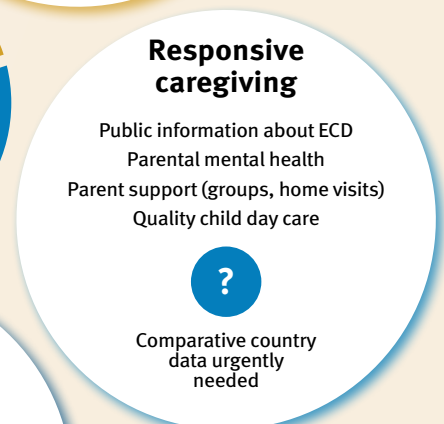 Responsive
caregiving
Public information about ECD
Parental mental health
Parent support (groups, home visits)
Quality child day care
?
Comparative country
data urgently
needed